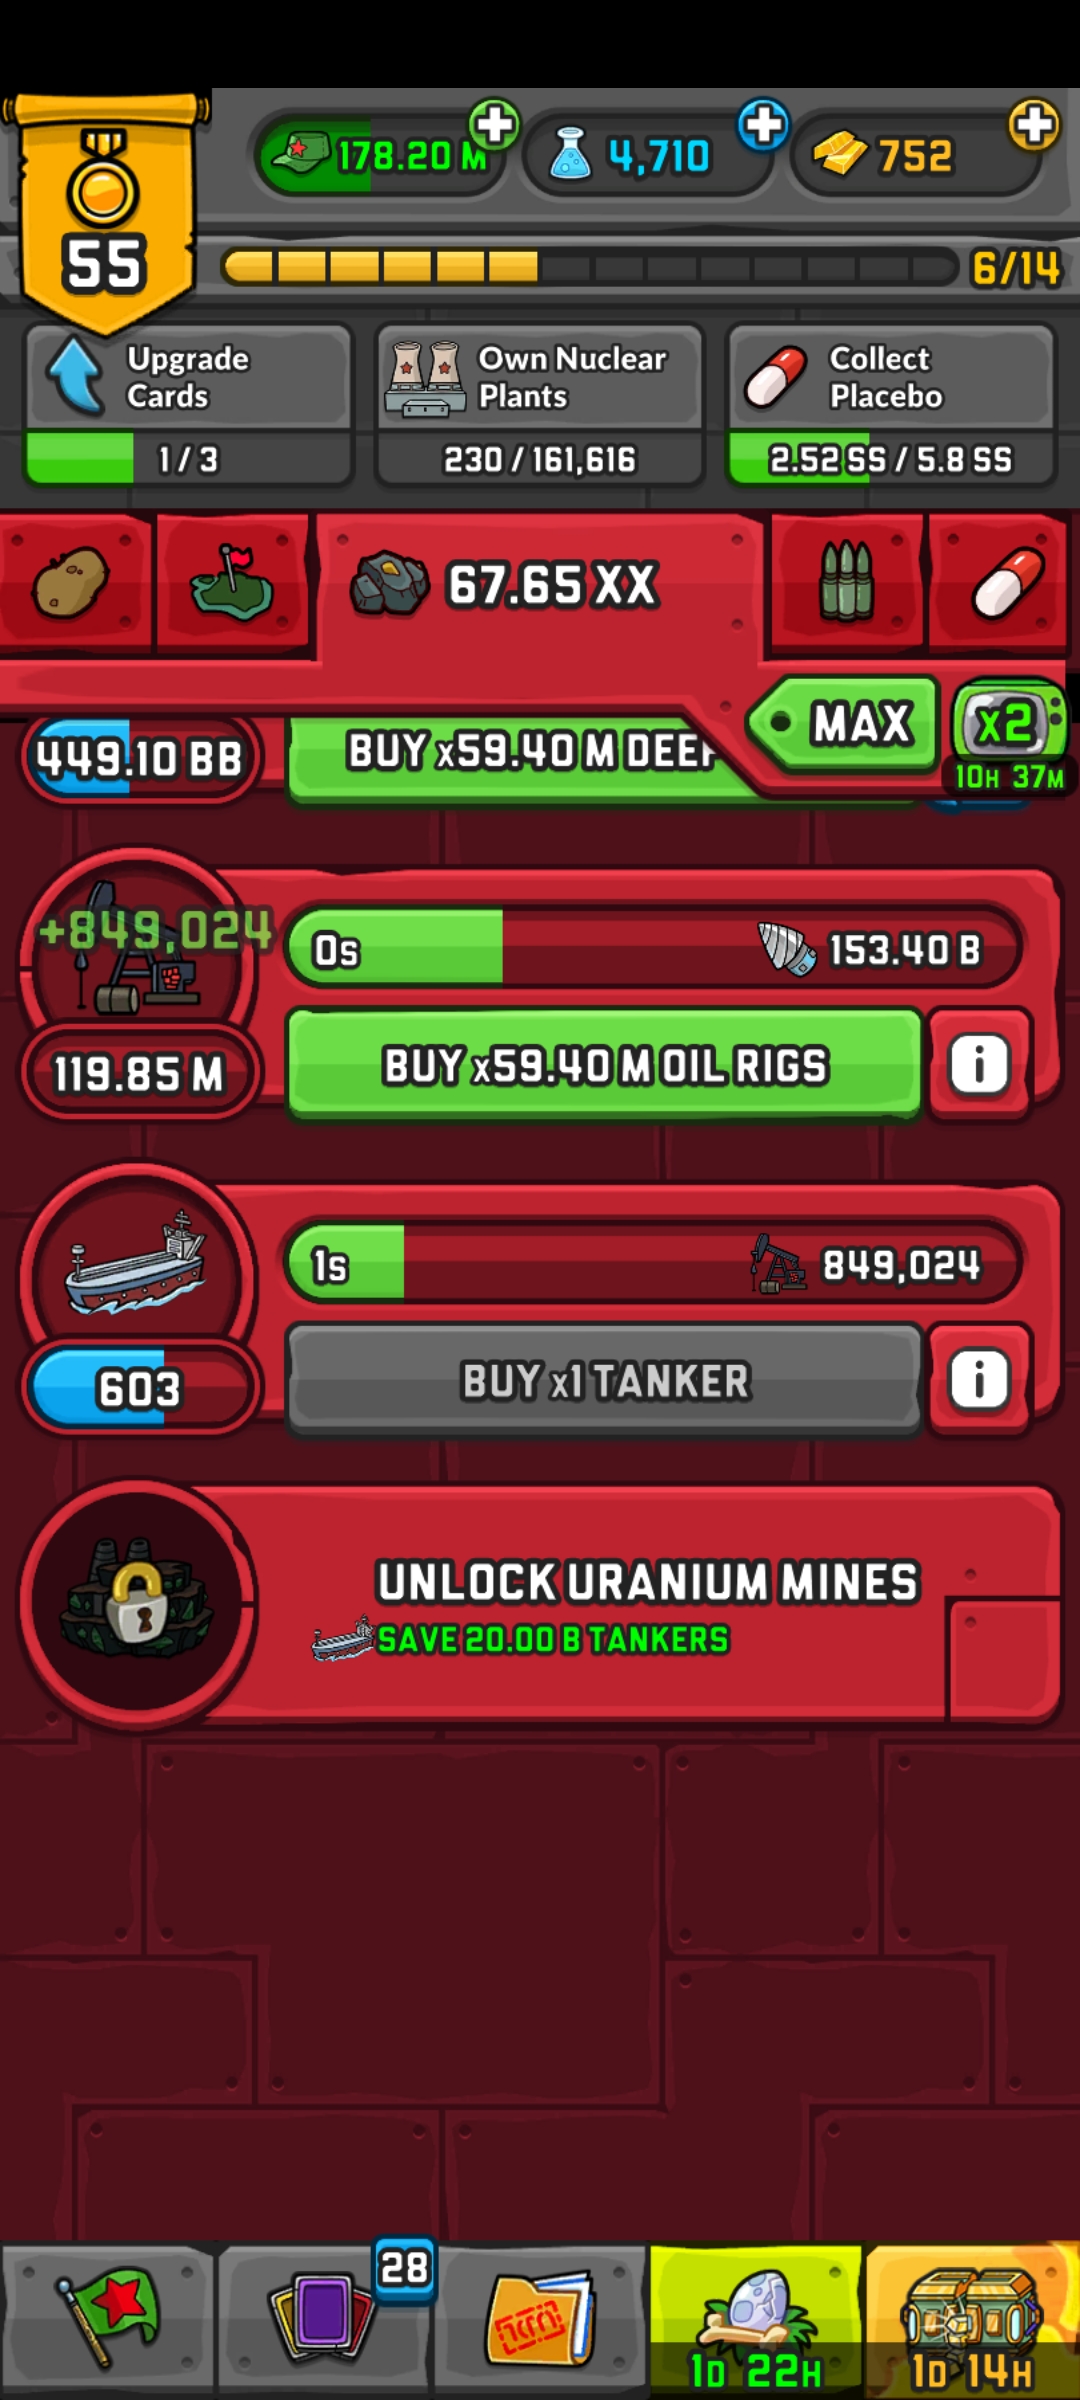 55
178.20 M
4,710
752
6/14
Upgrade
Cards
1 / 3
Own Nuclear
Plants
230 / 161,616
Collect
Placebo
2.52 SS / 5.8 SS
67.65 XX
MAX
X2
10H 37M
449.10 BB
BUY x59.40 M DEEP
+849,024
0s
153.40 B
119.85 M
BUY x59.40 M OIL RIGS
i
1s
849,024
603
BUY x1 TANKER
i
UNLOCK URANIUM MINES
SAVE 20.00 B TANKERS
28
1D 22H
1D 14H